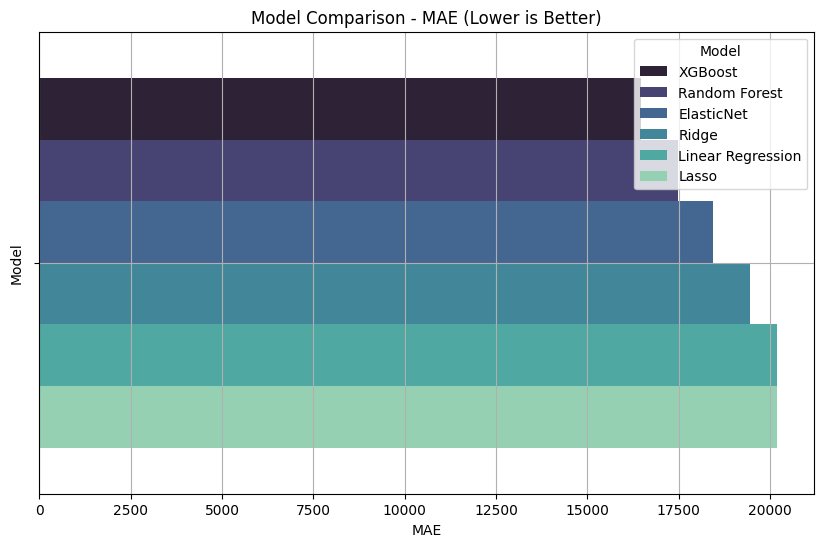 Model Comparison - MAE (Lower is Better)
Model
XGBoost
Random Forest
ElasticNet
Ridge
Linear Regression
Lasso
Model
0
2500
5000
7500
10000
12500
15000
17500
20000
MAE